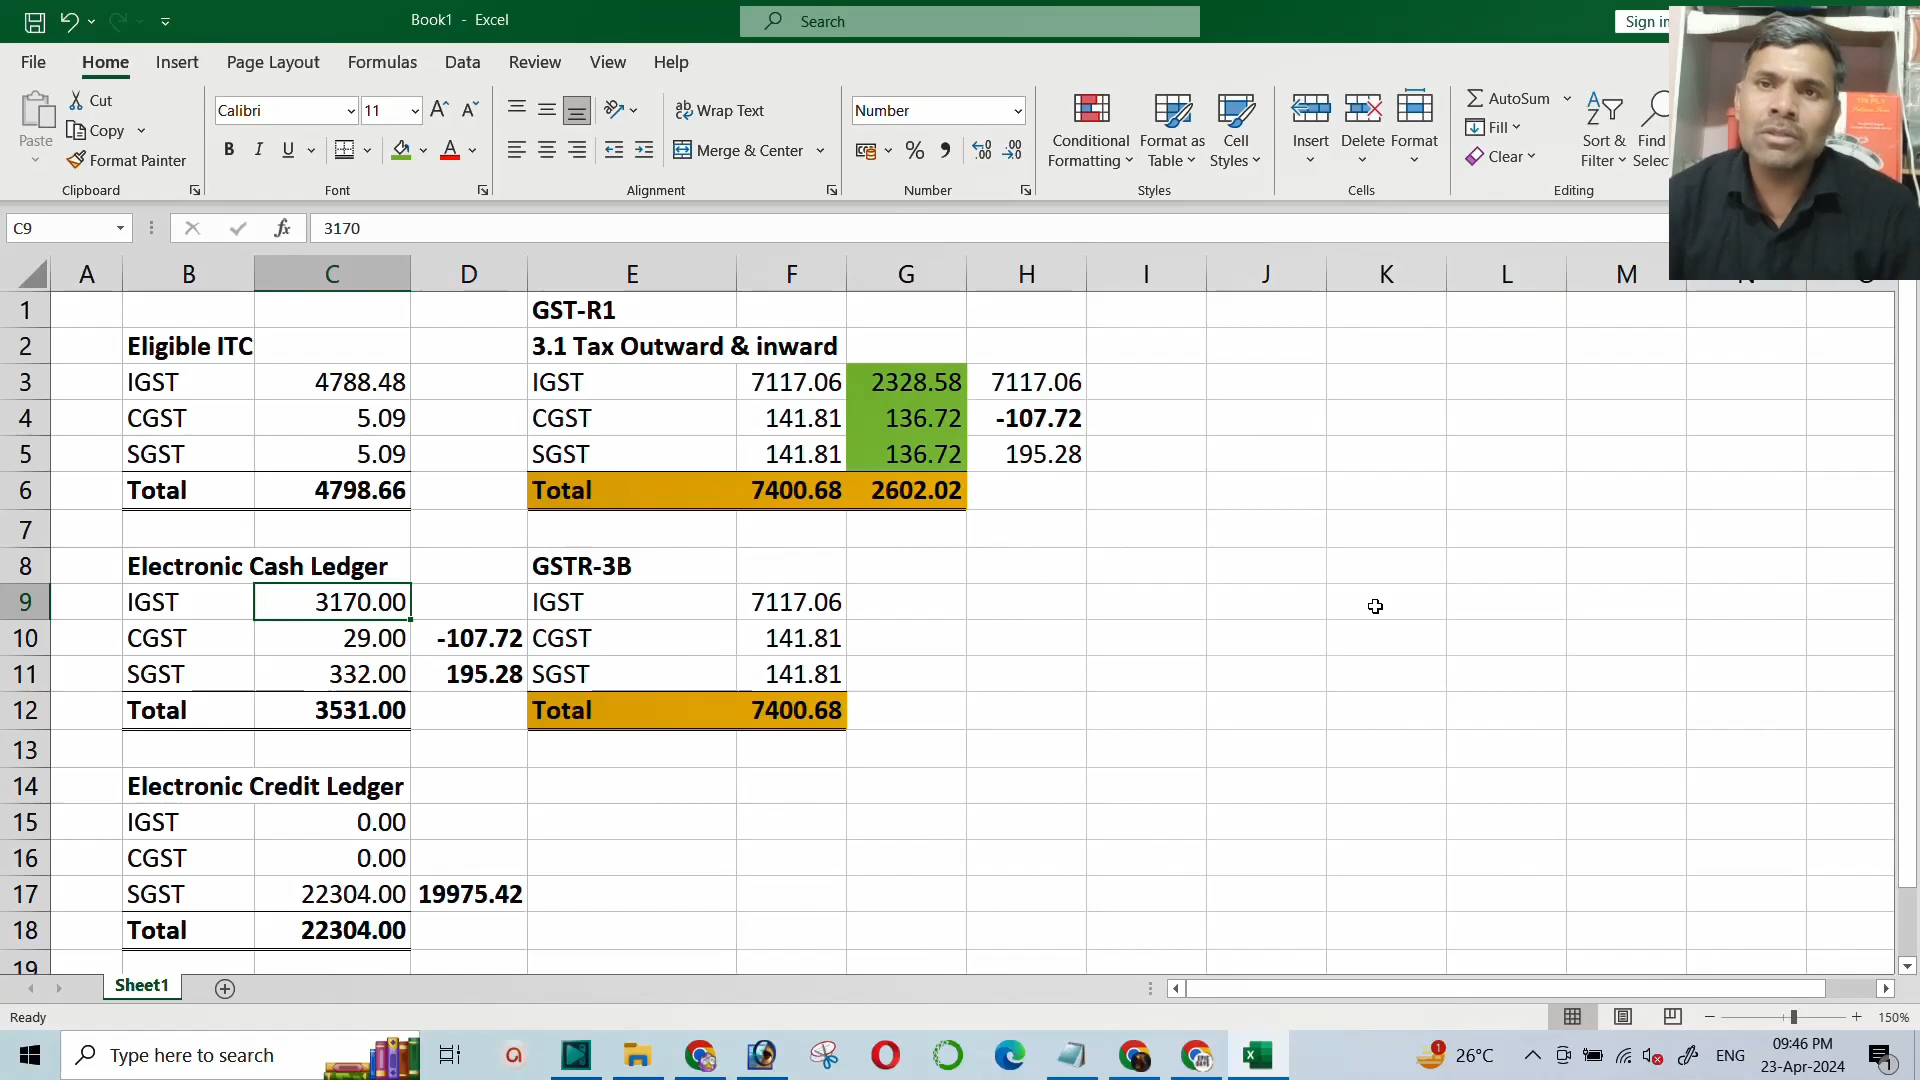 Book1 - Excel
Search
Sign in
File Home Insert Page Layout Formulas Data Review View Help
Paste
Cut
Copy
Format Painter
Clipboard
Calibri 11
B I U
Font
Wrap Text
Merge & Center
Alignment
Number
Number
Conditional Formatting
Format as Table
Cell Styles
Styles
Insert
Delete
Format
Cells
AutoSum
Fill
Clear
Sort & Filter
Find
Editing
C9 fx 3170
A B C D E F G H I J K L M
1 GST-R1
2 Eligible ITC 3.1 Tax Outward & inward
3 IGST 4788.48 IGST 7117.06 2328.58 7117.06
4 CGST 5.09 CGST 141.81 136.72 -107.72
5 SGST 5.09 SGST 141.81 136.72 195.28
6 Total 4798.66 Total 7400.68 2602.02
7
8 Electronic Cash Ledger GSTR-3B
9 IGST 3170.00 IGST 7117.06
10 CGST 29.00 -107.72 CGST 141.81
11 SGST 332.00 195.28 SGST 141.81
12 Total 3531.00 Total 7400.68
13
14 Electronic Credit Ledger
15 IGST 0.00
16 CGST 0.00
17 SGST 22304.00 19975.42
18 Total 22304.00
19
Sheet1
Ready
150%
Type here to search
26°C
ENG
09:46 PM
23-Apr-2024